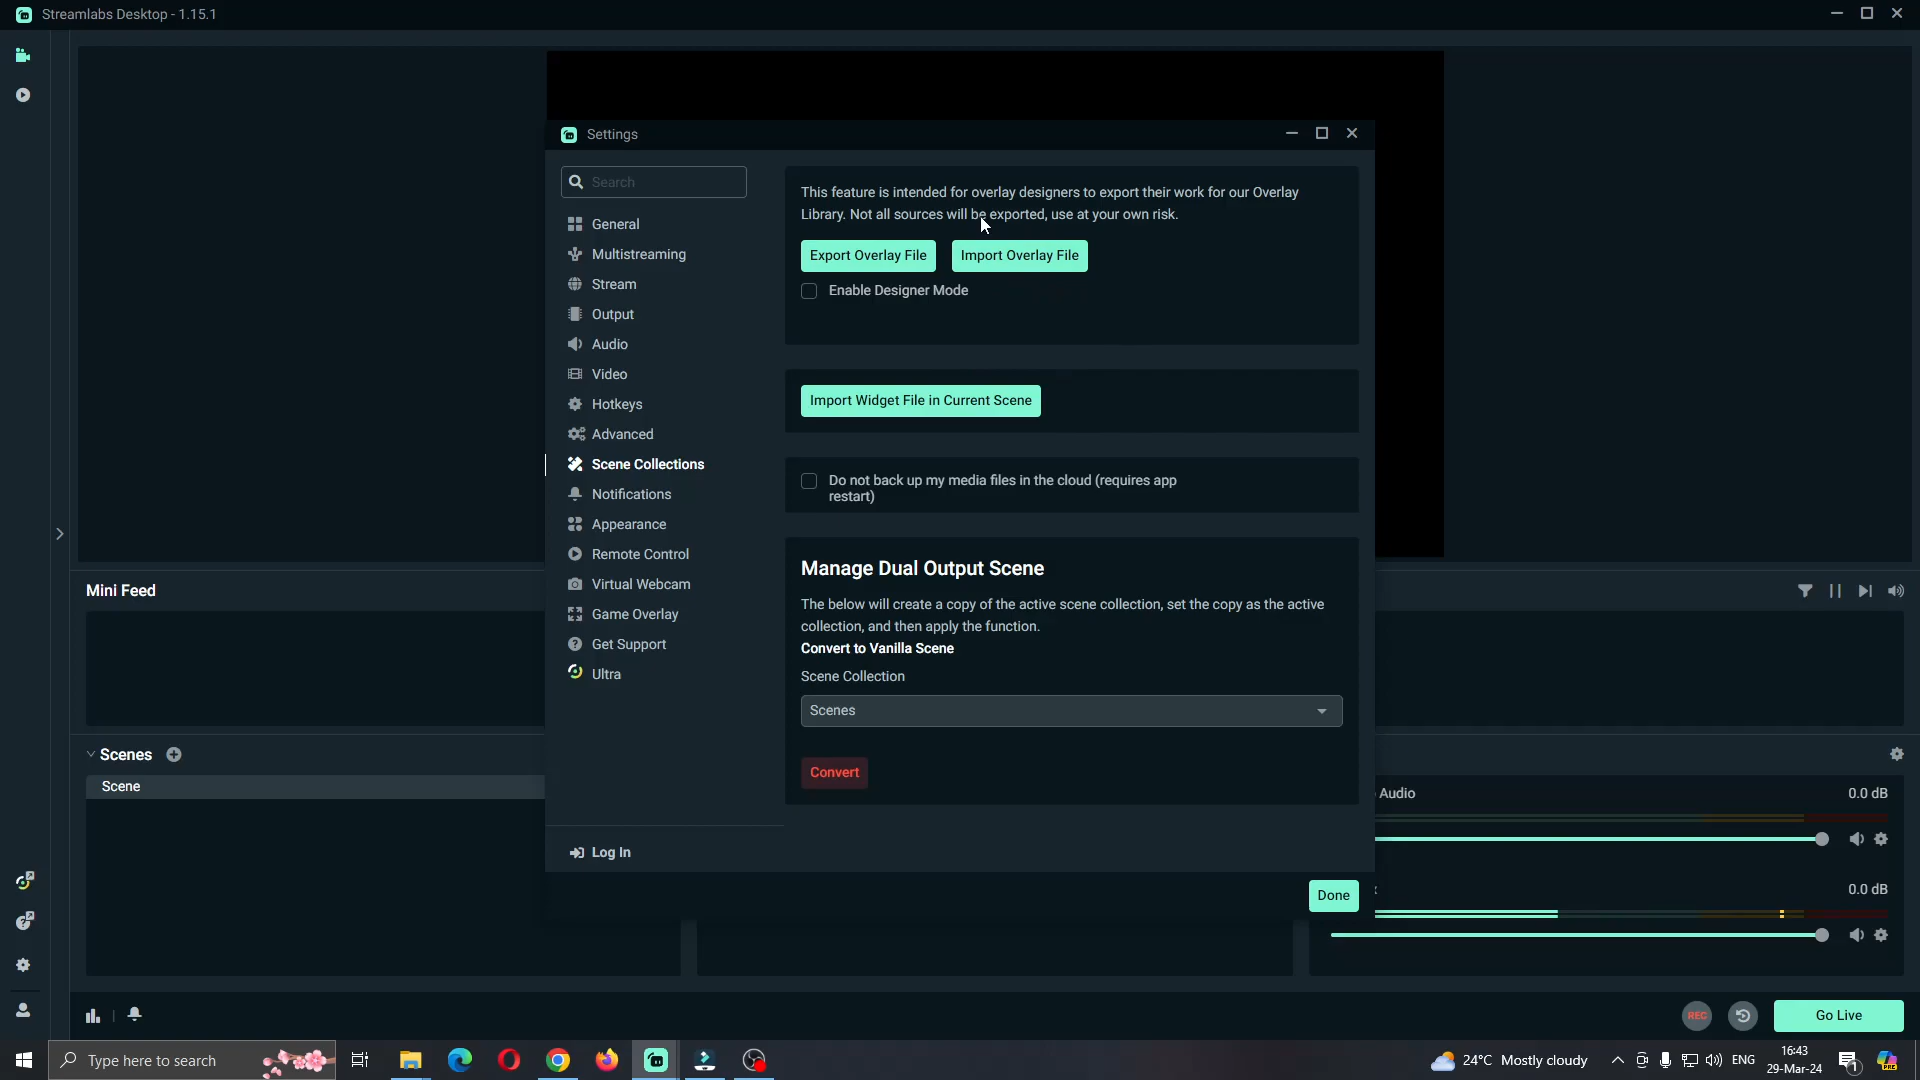 Streamlabs Desktop - 1.15.1
Settings
Search
General
Multistreaming
Stream
Output
Audio
Video
Hotkeys
Advanced
Scene Collections
Notifications
Appearance
Remote Control
Virtual Webcam
Game Overlay
Get Support
Ultra
Log In
This feature is intended for overlay designers to export their work for our Overlay
Library. Not all sources will be exported, use at your own risk.
Export Overlay File
Import Overlay File
Enable Designer Mode
Import Widget File in Current Scene
Do not back up my media files in the cloud (requires app
restart)
Manage Dual Output Scene
The below will create a copy of the active scene collection, set the copy as the active
collection, and then apply the function.
Convert to Vanilla Scene
Scene Collection
Scenes
Convert
Done
Mini Feed
Scenes
Scene
Audio 0.0 dB
0.0 dB
REC
Go Live
Type here to search
24°C Mostly cloudy
ENG
16:43
29-Mar-24
1